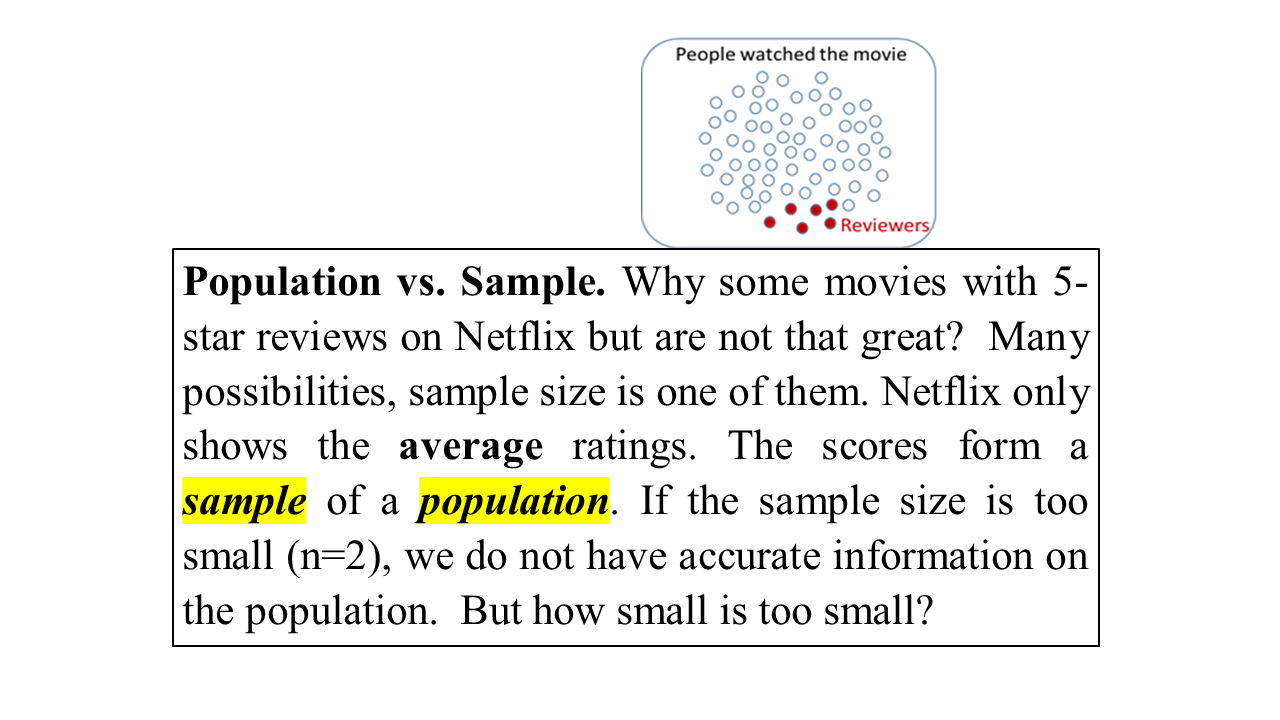 People watched the movie
Reviewers
Population vs. Sample. Why some movies with 5-
star reviews on Netflix but are not that great?  Many
possibilities, sample size is one of them. Netflix only
shows the average ratings. The scores form a
sample of a population. If the sample size is too
small (n=2), we do not have accurate information on
the population.  But how small is too small?